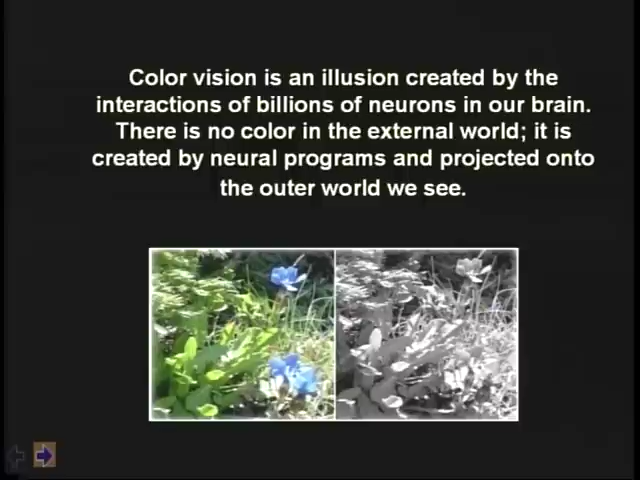 Color vision is an illusion created by the
interactions of billions of neurons in our brain.
There is no color in the external world; it is
created by neural programs and projected onto
the outer world we see.